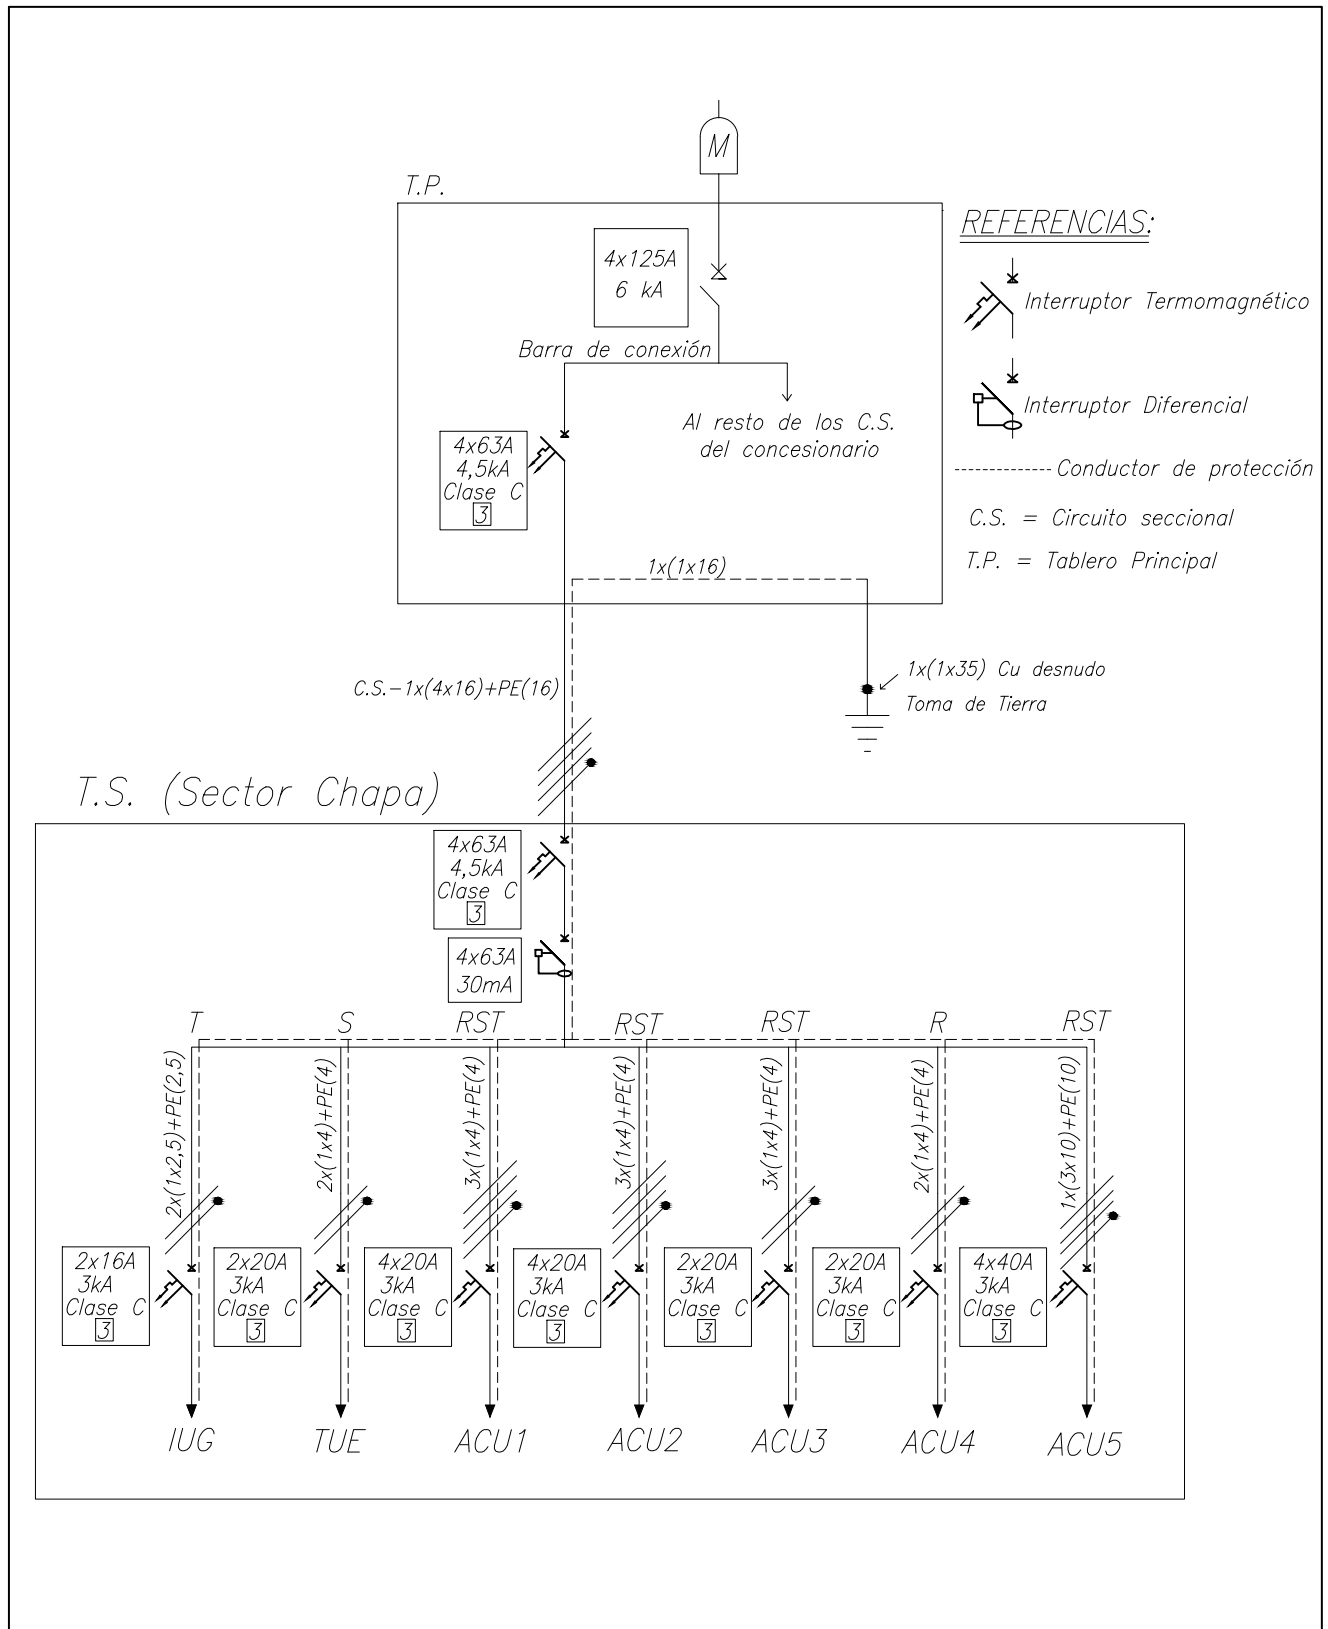 M
T.P.
4x125A
6 kA
Barra de conexión
Al resto de los C.S.
del concesionario
4x63A
4,5kA
Clase C
3
1x(1x16)
REFERENCIAS:
Interruptor Termomagnético
Interruptor Diferencial
Conductor de protección
C.S. = Circuito seccional
T.P. = Tablero Principal
C.S.-1x(4x16)+PE(16)
1x(1x35) Cu desnudo
Toma de Tierra
T.S. (Sector Chapa)
4x63A
4,5kA
Clase C
3
4x63A
30mA
T
S
RST
RST
RST
R
RST
2x(1x2,5)+PE(2,5)
2x(1x4)+PE(4)
3x(1x4)+PE(4)
3x(1x4)+PE(4)
3x(1x4)+PE(4)
2x(1x4)+PE(4)
1x(3x10)+PE(10)
2x16A
3kA
Clase C
3
2x20A
3kA
Clase C
3
4x20A
3kA
Clase C
3
4x20A
3kA
Clase C
3
2x20A
3kA
Clase C
3
2x20A
3kA
Clase C
3
4x40A
3kA
Clase C
3
IUG
TUE
ACU1
ACU2
ACU3
ACU4
ACU5